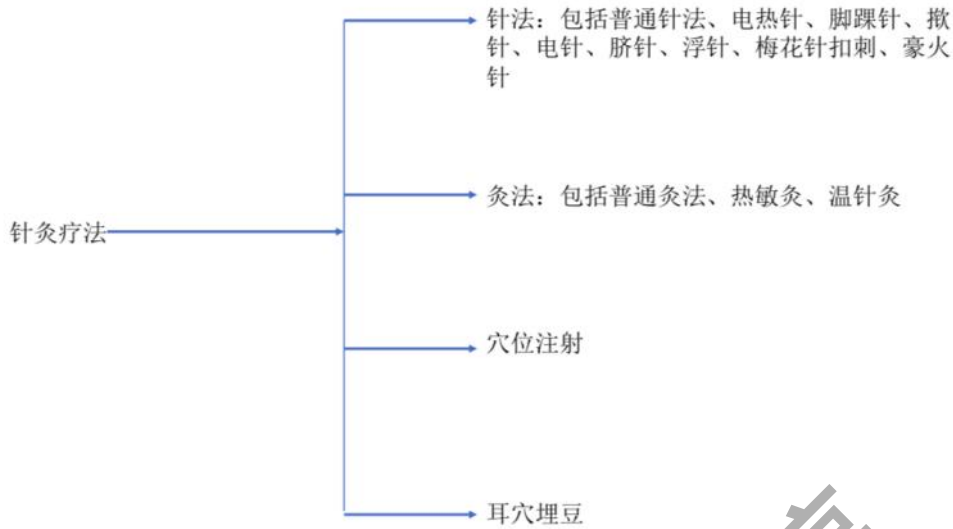 针法：包括普通针法、电热针、脚踝针、揿
针、电针、脐针、浮针、梅花针扣刺、豪火
针
灸法：包括普通灸法、热敏灸、温针灸
针灸疗法
穴位注射
耳穴埋豆